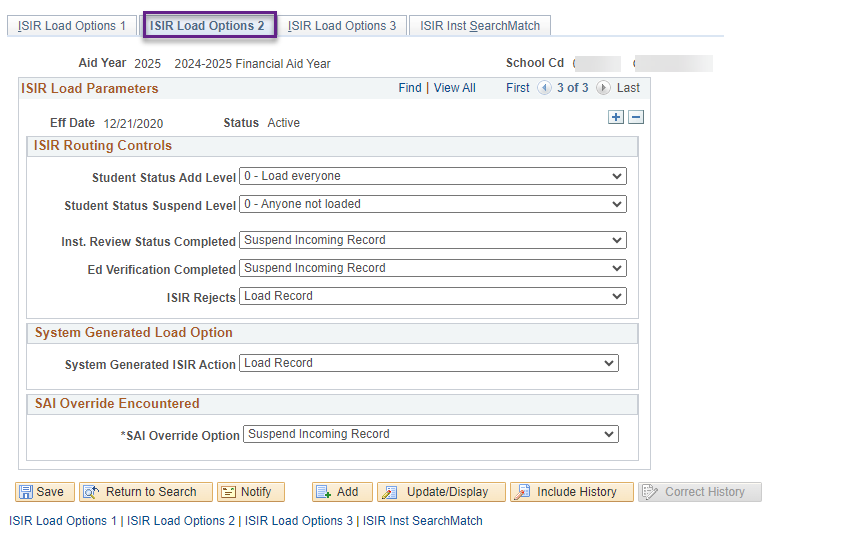 ISIR Load Options 1 ISIR Load Options 2 ISIR Load Options 3 ISIR Inst SearchMatch
Aid Year 2025 2024-2025 Financial Aid Year School Cd
ISIR Load Parameters Find | View All First 3 of 3 Last
Eff Date 12/21/2020 Status Active
ISIR Routing Controls
Student Status Add Level 0 - Load everyone
Student Status Suspend Level 0 - Anyone not loaded
Inst. Review Status Completed Suspend Incoming Record
Ed Verification Completed Suspend Incoming Record
ISIR Rejects Load Record
System Generated Load Option
System Generated ISIR Action Load Record
SAI Override Encountered
*SAI Override Option Suspend Incoming Record
Save Return to Search Notify Add Update/Display Include History Correct History
ISIR Load Options 1 | ISIR Load Options 2 | ISIR Load Options 3 | ISIR Inst SearchMatch